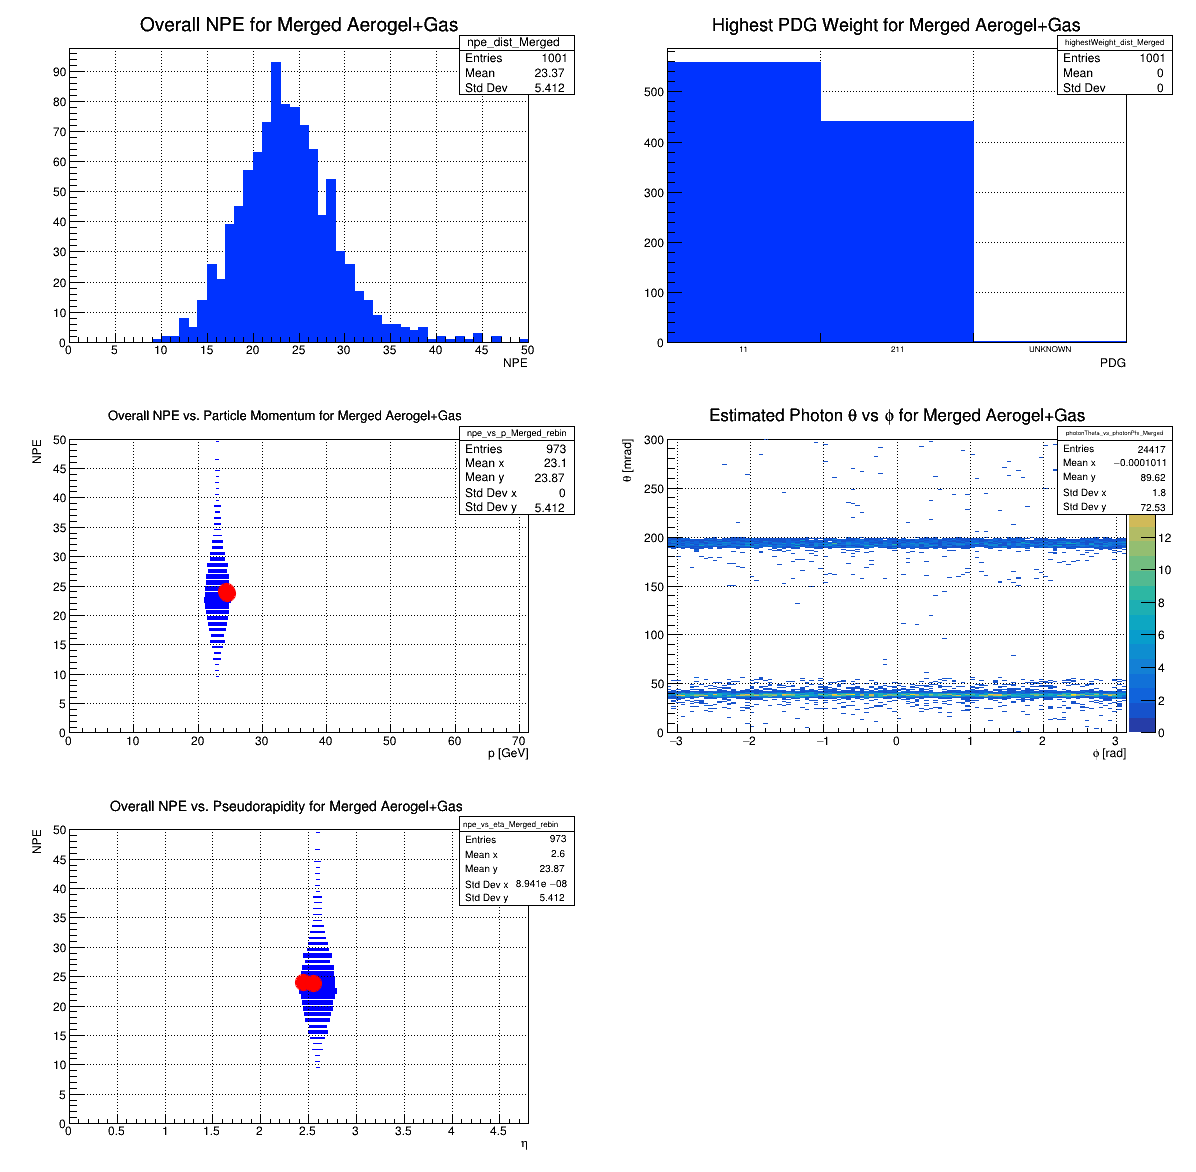 Overall NPE for Merged Aerogel+Gas
npe_dist_Merged
Entries 1001
Mean 23.37
Std Dev 5.412
90
80
70
60
50
40
30
20
10
0
0 5 10 15 20 25 30 35 40 45 50
NPE
Highest PDG Weight for Merged Aerogel+Gas
highestWeight_dist_Merged
Entries 1001
Mean 0
Std Dev 0
500
400
300
200
100
0
11 211 UNKNOWN
PDG
Overall NPE vs. Particle Momentum for Merged Aerogel+Gas
npe_vs_p_Merged_rebin
Entries 973
Mean x 23.1
Mean y 23.87
Std Dev x 0
Std Dev y 5.412
NPE
50
45
40
35
30
25
20
15
10
5
0
0 10 20 30 40 50 60 70
p [GeV]
Estimated Photon θ vs ϕ for Merged Aerogel+Gas
photonTheta_vs_photonPhi_Merged
Entries 24417
Mean x −0.0001011
Mean y 89.62
Std Dev x 1.8
Std Dev y 72.53
θ [mrad]
300
250
200
150
100
50
0
−3 −2 −1 0 1 2 3
ϕ [rad]
12
10
8
6
4
2
0
Overall NPE vs. Pseudorapidity for Merged Aerogel+Gas
npe_vs_eta_Merged_rebin
Entries 973
Mean x 2.6
Mean y 23.87
Std Dev x 8.941e −08
Std Dev y 5.412
NPE
50
45
40
35
30
25
20
15
10
5
0
0 0.5 1 1.5 2 2.5 3 3.5 4 4.5
η